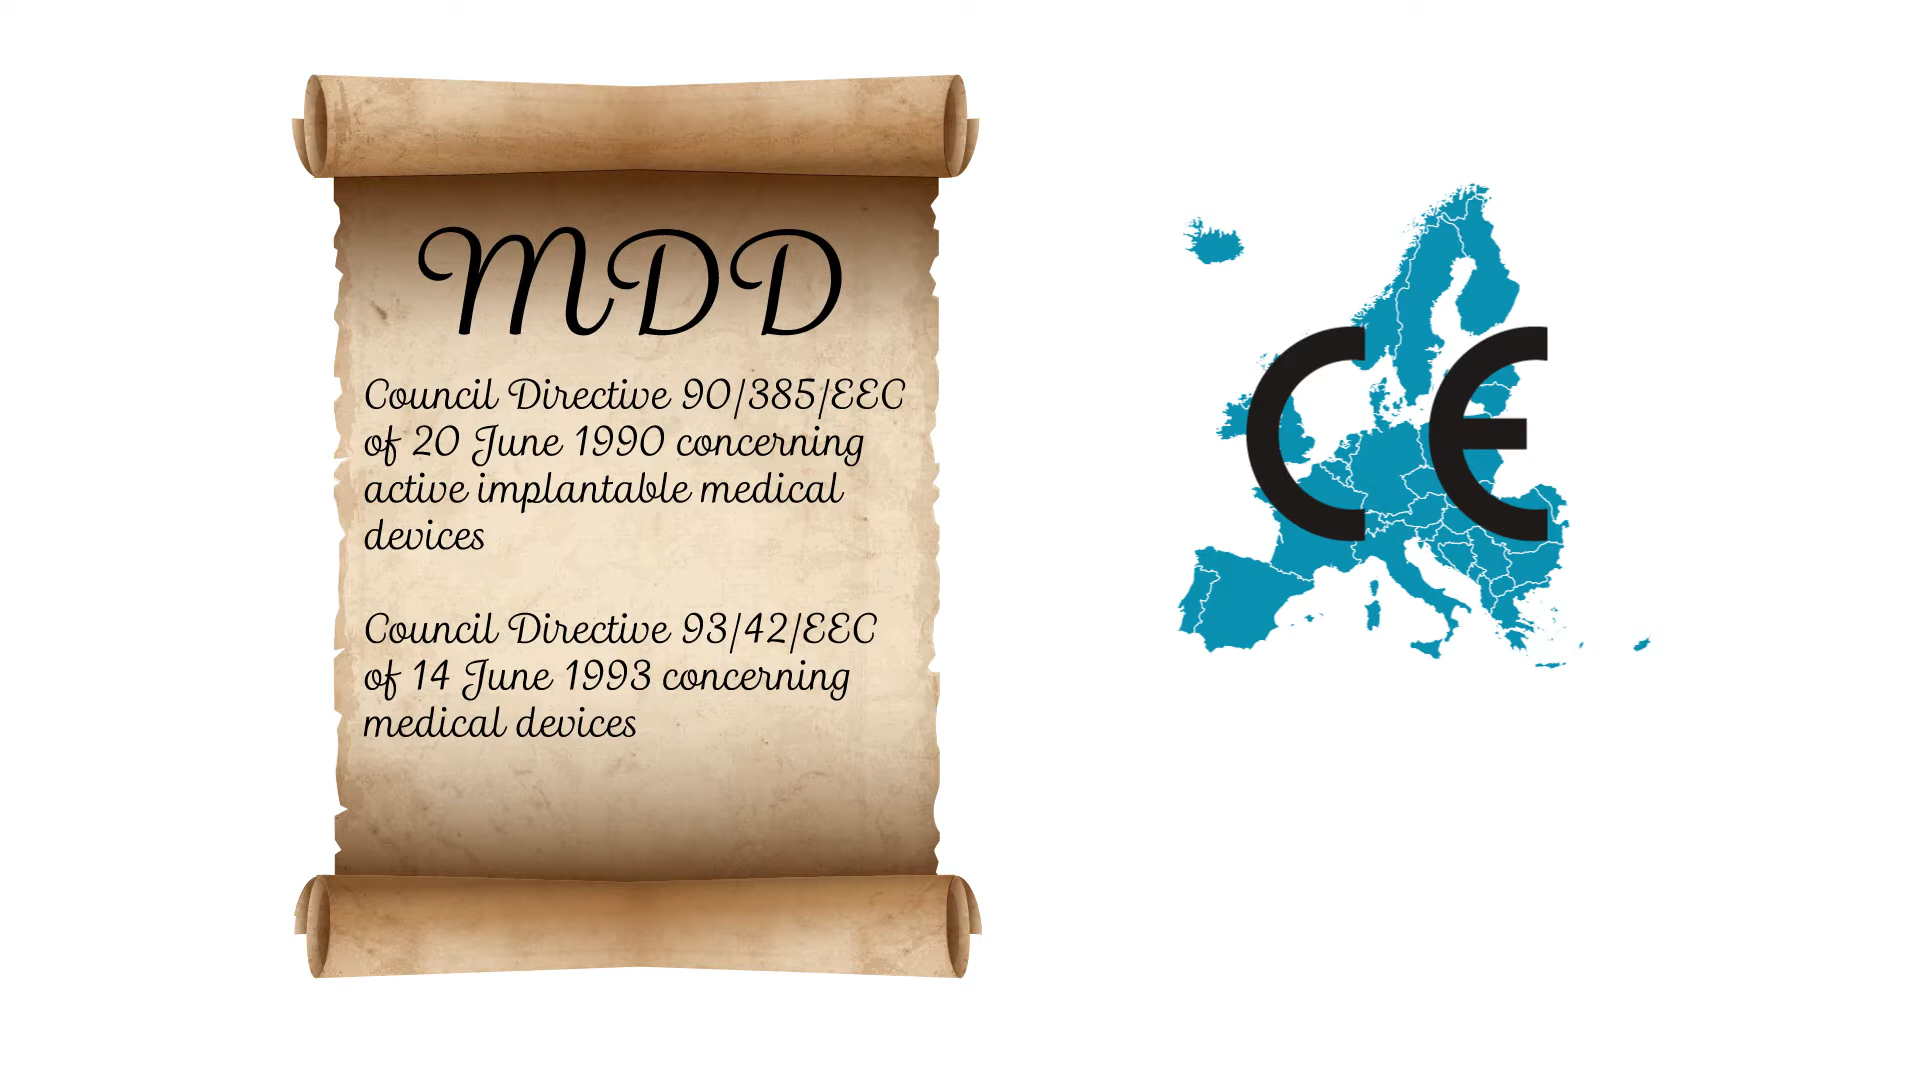 MDD
Council Directive 90/385/EEC
of 20 June 1990 concerning
active implantable medical
devices
Council Directive 93/42/EEC
of 14 June 1993 concerning
medical devices
CE